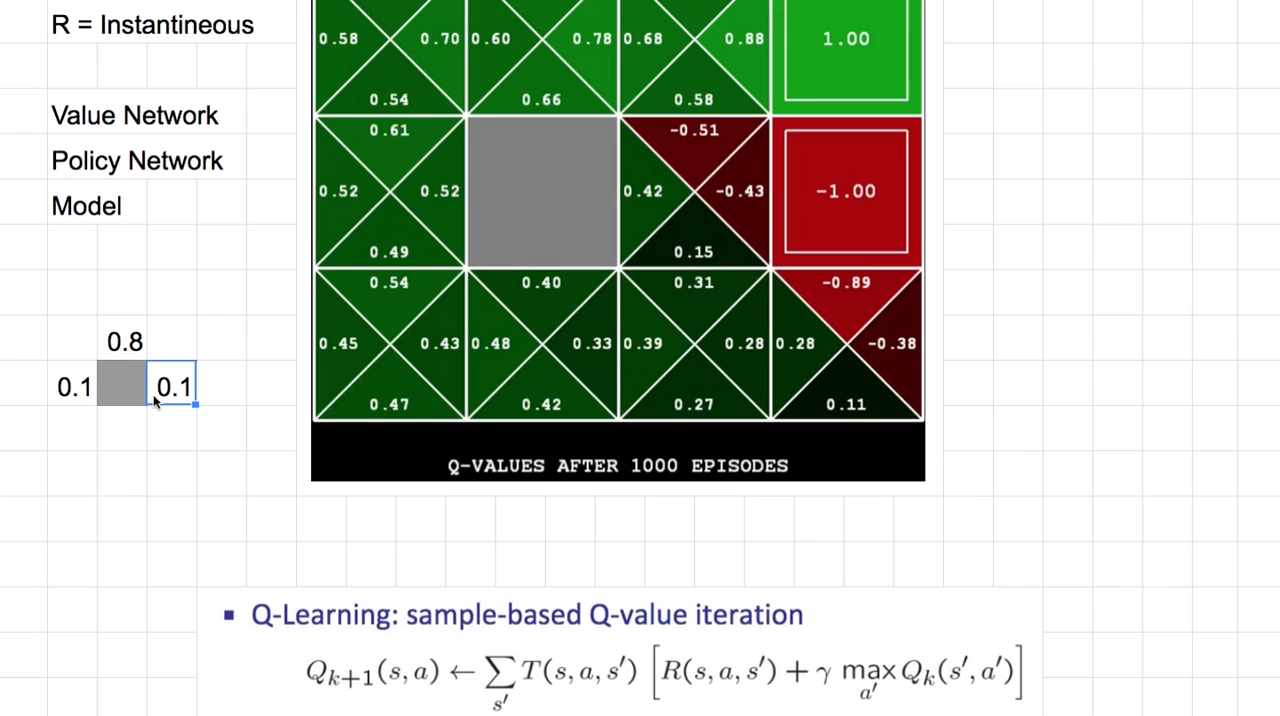 R = Instantineous
0.58 0.70 0.60 0.78 0.68 0.88 1.00
0.54 0.66 0.58
Value Network
0.61 -0.51
Policy Network
0.52 0.52 0.42 -0.43 -1.00
Model
0.49 0.15
0.54 0.40 0.31 -0.89
0.8
0.45 0.43 0.48 0.33 0.39 0.28 0.28 -0.38
0.1 0.1
0.47 0.42 0.27 0.11
Q-VALUES AFTER 1000 EPISODES
▪ Q-Learning: sample-based Q-value iteration
Qₖ₊₁(s, a) ← ∑ₛ′ T(s, a, s′) [R(s, a, s′) + γ maxₐ′ Qₖ(s′, a′)]